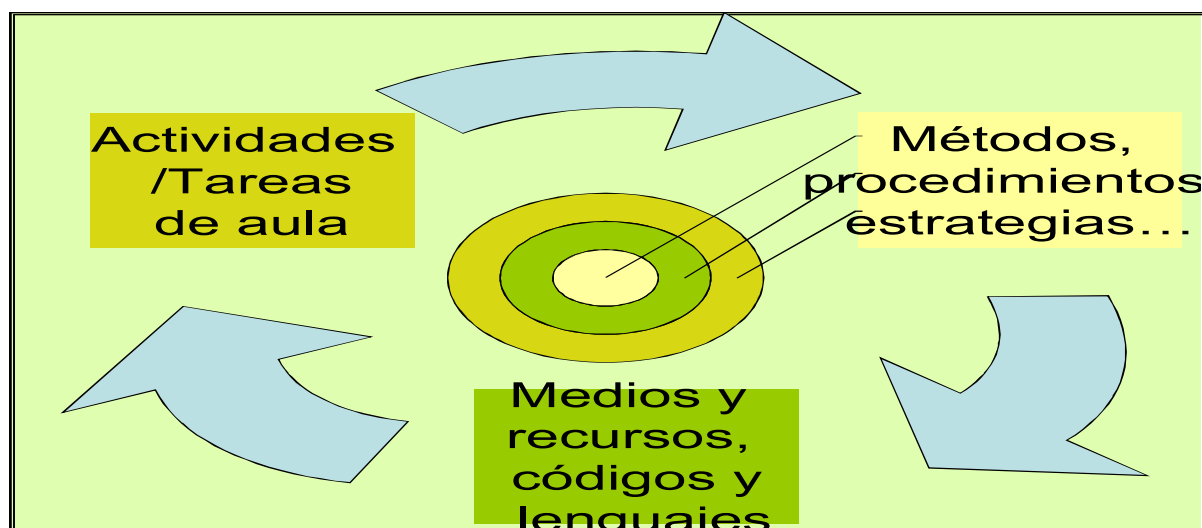 Actividades
/Tareas
de aula
Métodos,
procedimientos
estrategias…
Medios y
recursos,
códigos y
lenguajes